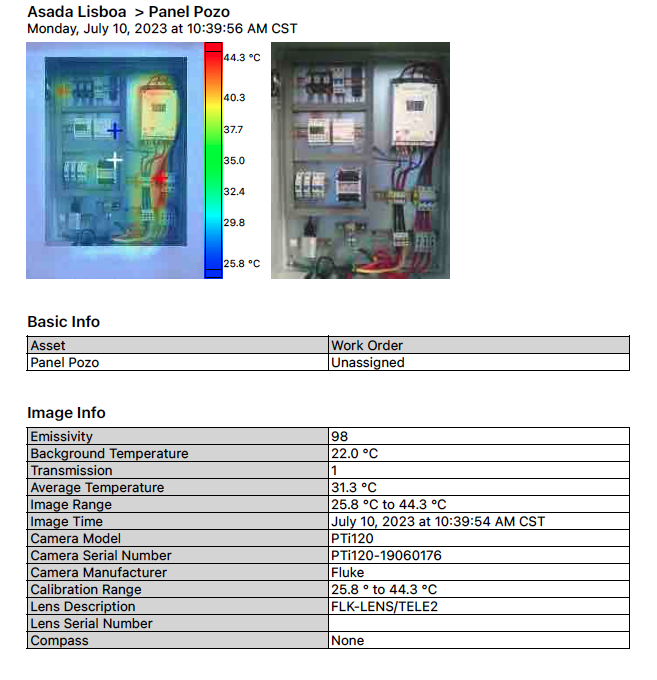 Asada Lisboa > Panel Pozo
Monday, July 10, 2023 at 10:39:56 AM CST
44.3 °C
40.3
37.7
35.0
32.4
29.8
25.8 °C
Basic Info
Asset Work Order
Panel Pozo Unassigned
Image Info
Emissivity 98
Background Temperature 22.0 °C
Transmission 1
Average Temperature 31.3 °C
Image Range 25.8 °C to 44.3 °C
Image Time July 10, 2023 at 10:39:54 AM CST
Camera Model PTi120
Camera Serial Number PTi120-19060176
Camera Manufacturer Fluke
Calibration Range 25.8 ° to 44.3 °C
Lens Description FLK-LENS/TELE2
Lens Serial Number
Compass None